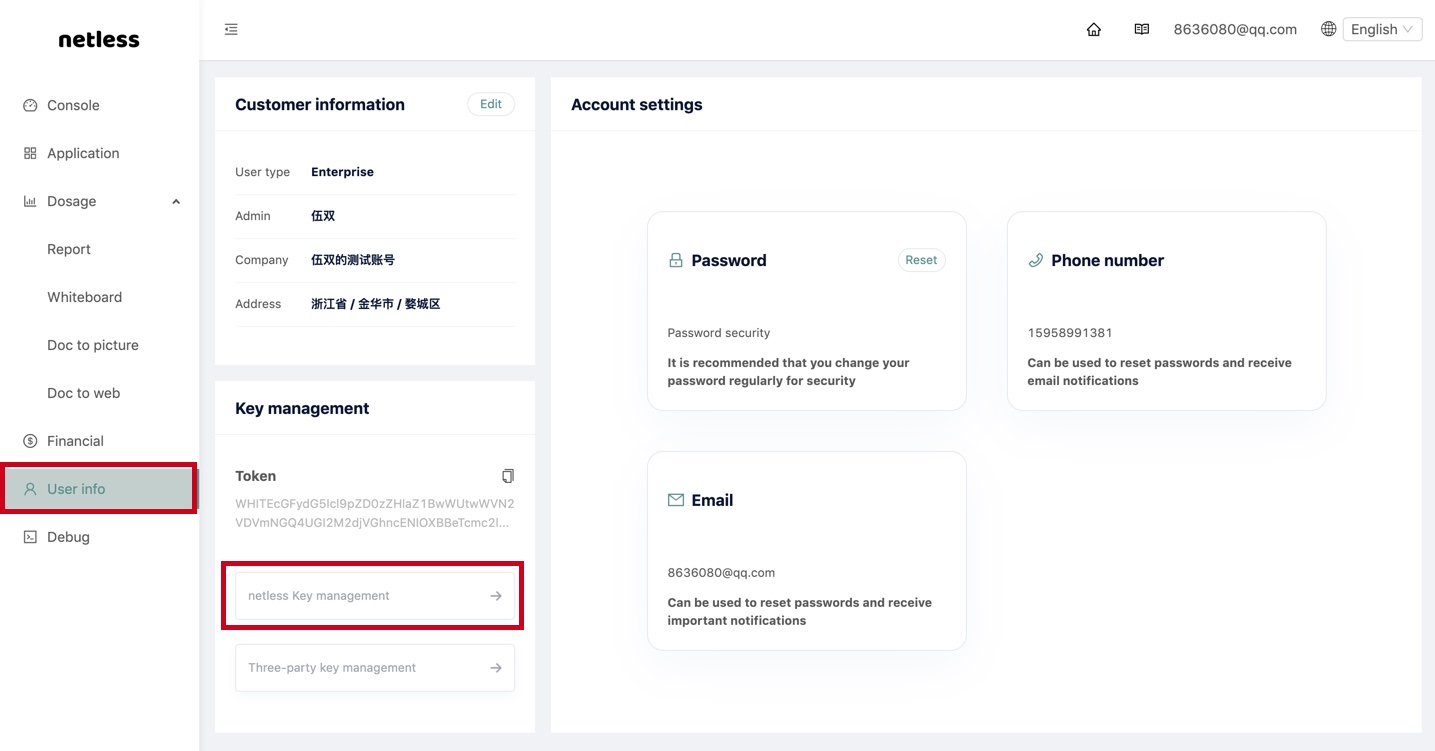 netless
8636080@qq.com
English
Console
Application
Dosage
Report
Whiteboard
Doc to picture
Doc to web
Financial
User info
Debug
Customer information
Edit
User type Enterprise
Admin 伍双
Company 伍双的测试账号
Address 浙江省 / 金华市 / 婺城区
Key management
Token
WHlTEcGFydG5lcl9pZD0zZHlaZ1BwWUtwWVN2
VDVmNGQ4UGI2M2djVGhncENlOXBBeTcmc2l...
netless Key management
Three-party key management
Account settings
Password
Reset
Password security
It is recommended that you change your
password regularly for security
Phone number
15958991381
Can be used to reset passwords and receive
email notifications
Email
8636080@qq.com
Can be used to reset passwords and receive
important notifications